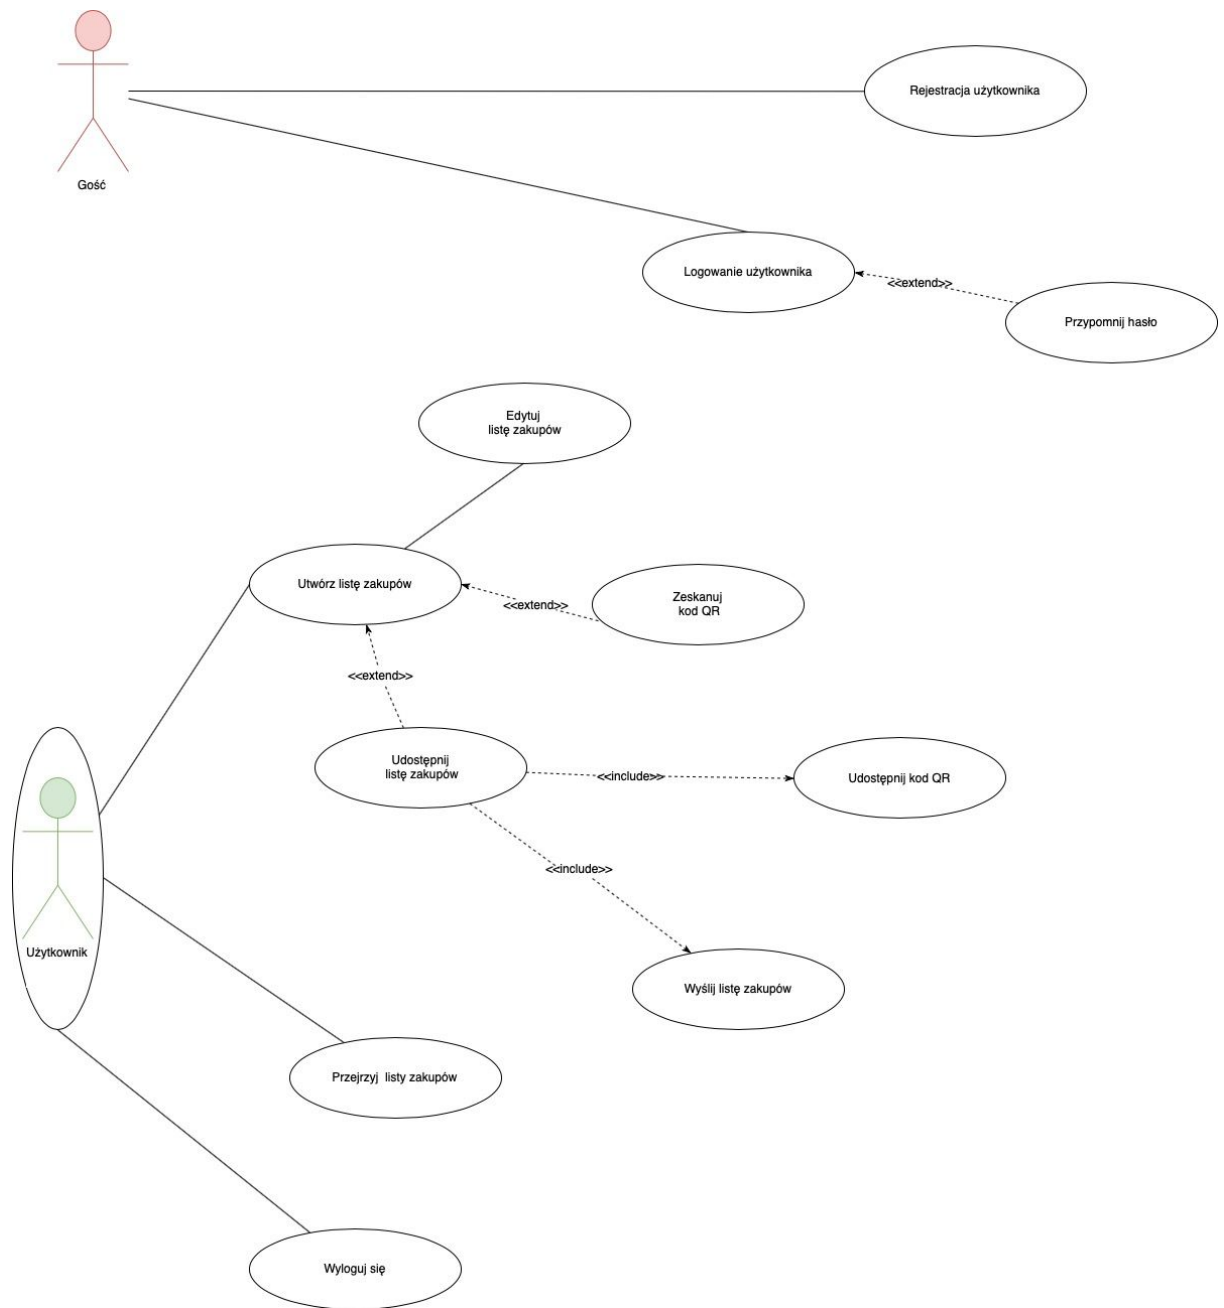 Rejestracja użytkownika
Gość
Logowanie użytkownika
<<extend>>
Przypomnij hasło
Edytuj
listę zakupów
Utwórz listę zakupów
<<extend>>
Zeskanuj
kod QR
<<extend>>
Udostępnij
listę zakupów
<<include>>
Udostępnij kod QR
<<include>>
Użytkownik
Wyślij listę zakupów
Przejrzyj  listy zakupów
Wyloguj się